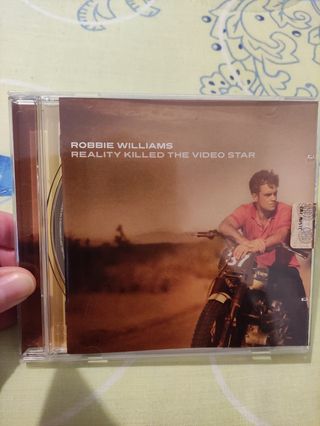 ROBBIE WILLIAMS
REALITY KILLED THE VIDEO STAR